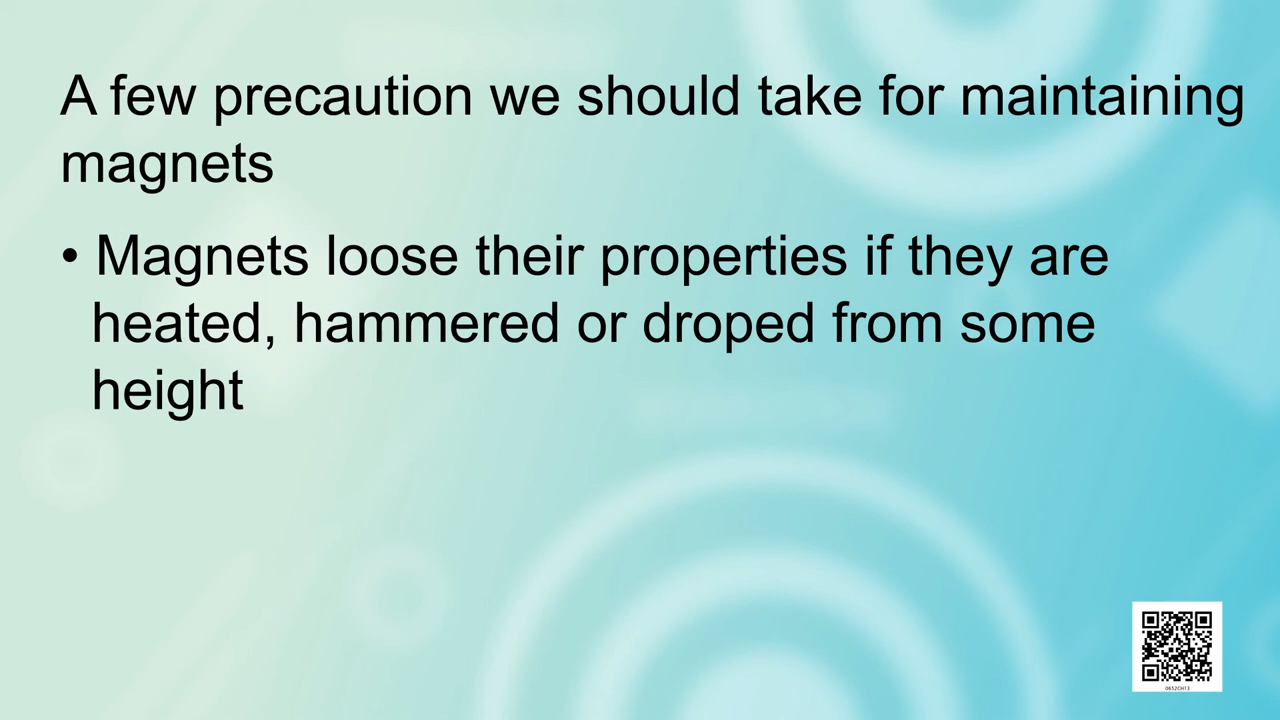 A few precaution we should take for maintaining
magnets
• Magnets loose their properties if they are
heated, hammered or droped from some
height
0652CH13